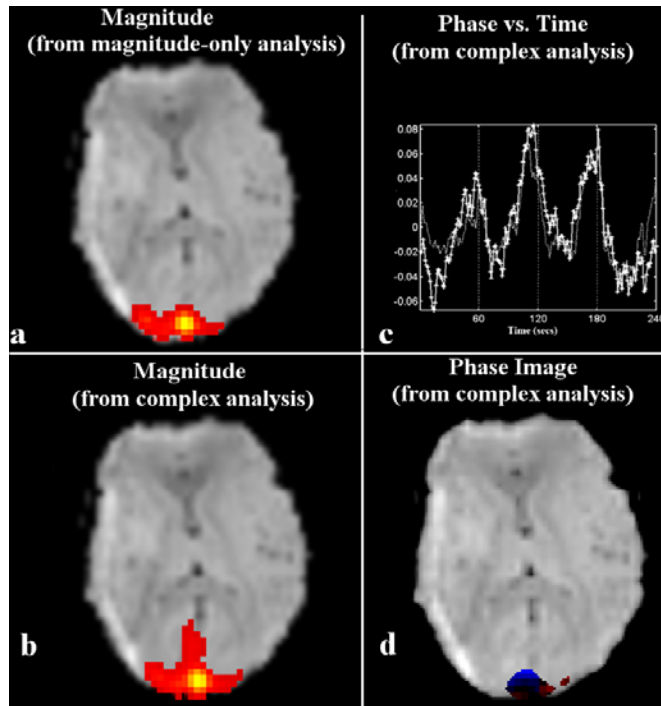 Magnitude
(from magnitude-only analysis)
a
Phase vs. Time
(from complex analysis)
0.08
0.06
0.04
0.02
0
-0.02
-0.04
-0.06
60
120
180
240
Time (secs)
c
Magnitude
(from complex analysis)
b
Phase Image
(from complex analysis)
d